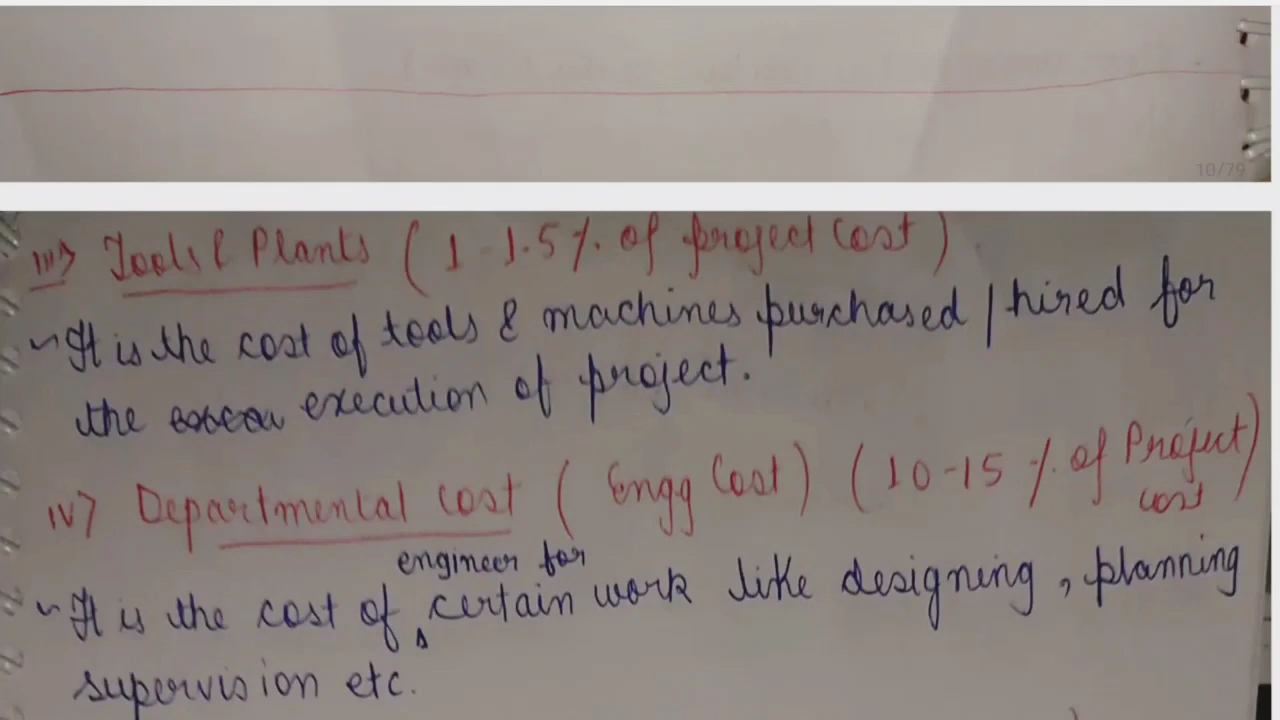 10/79
iii> Tools & Plants ( 1 - 1.5 % of project cost )
~ It is the cost of tools & machines purchased / hired for
the execution of project.
iv> Departmental cost ( Engg Cost ) ( 10 -15 % of Project cost )
~ It is the cost of engineer for certain work like designing, planning
supervision etc.